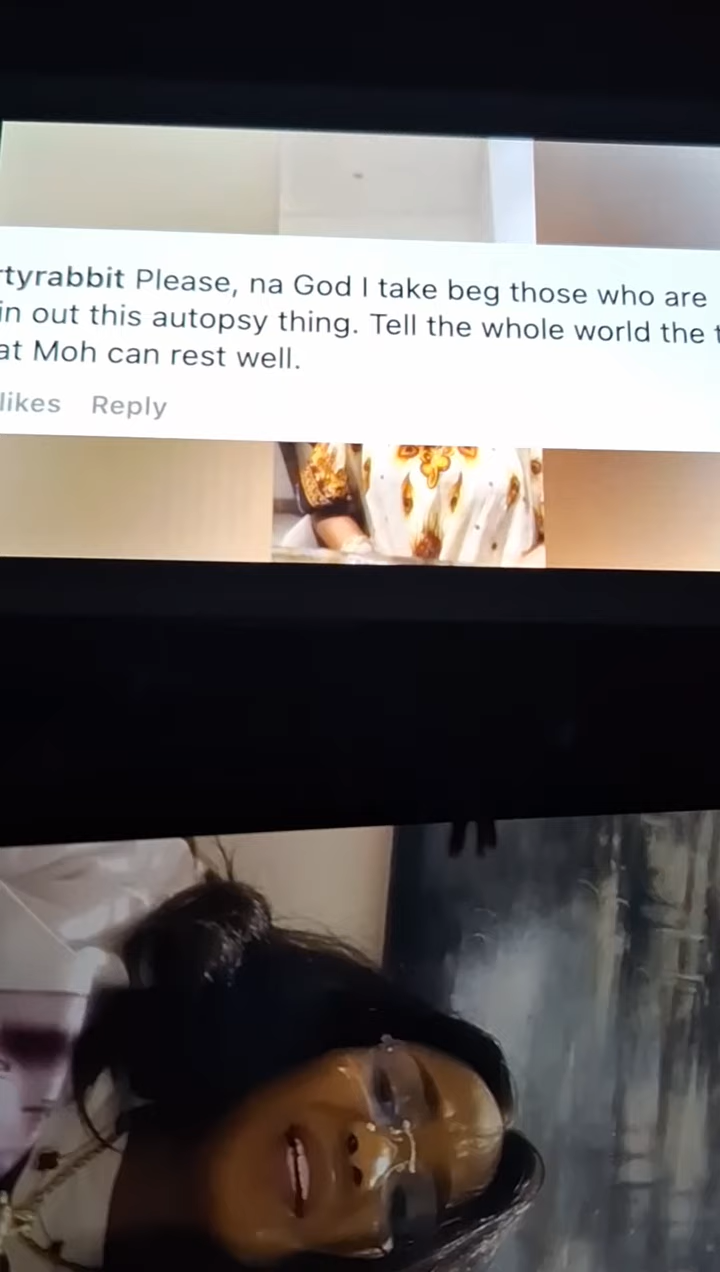 rtyrabbit Please, na God I take beg those who are
in out this autopsy thing. Tell the whole world the
at Moh can rest well.
likes Reply